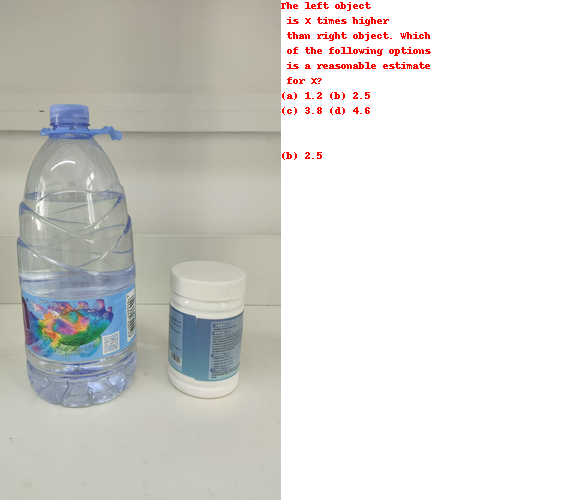 The left object
is X times higher
than right object. Which
of the following options
is a reasonable estimate
for X?
(a) 1.2 (b) 2.5
(c) 3.8 (d) 4.6
(b) 2.5